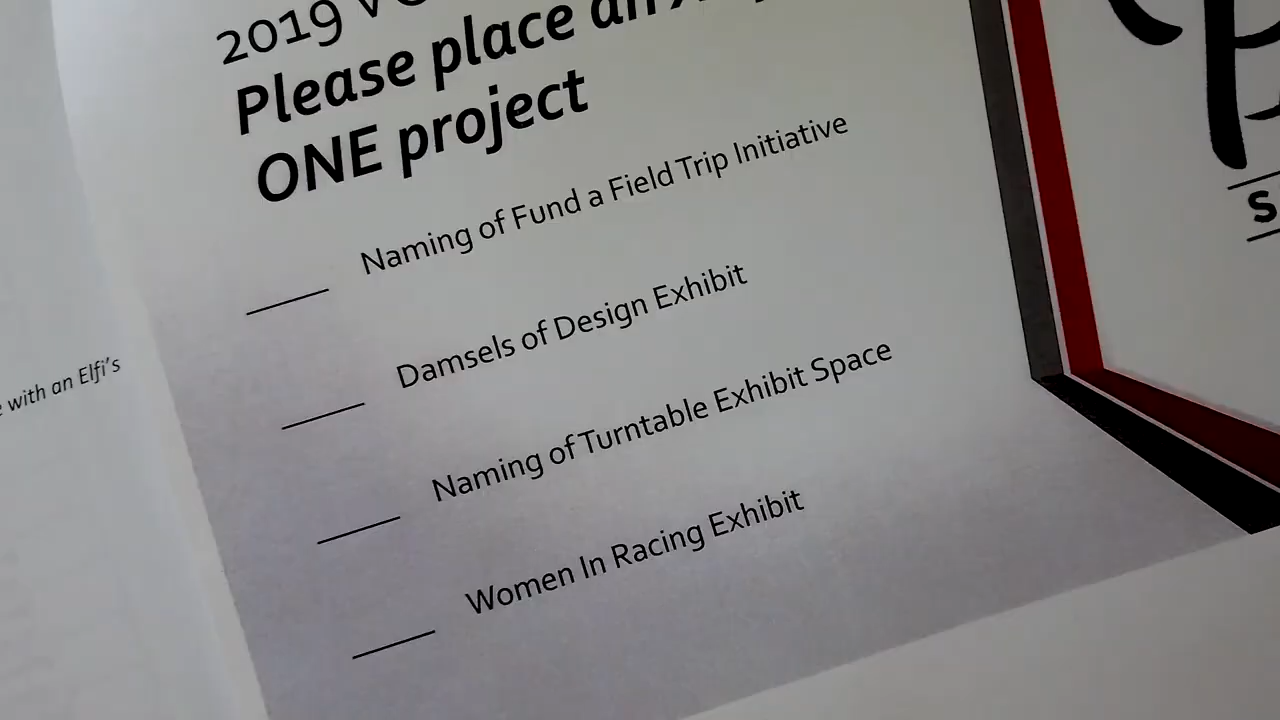 2019
Please place an
ONE project
Naming of Fund a Field Trip Initiative
Damsels of Design Exhibit
Naming of Turntable Exhibit Space
Women In Racing Exhibit
with an Elfi's
S